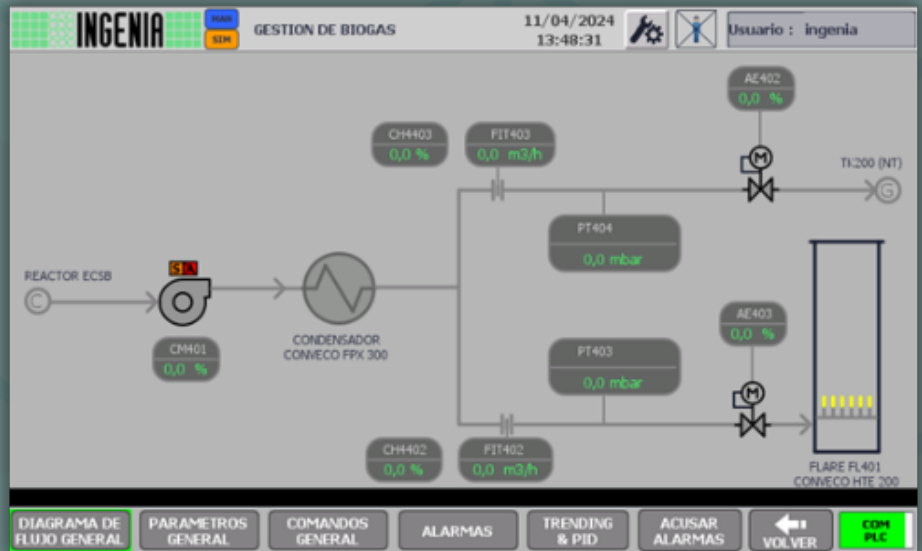 INGENIA
MAN
SIM
GESTION DE BIOGAS
11/04/2024
13:48:31
Usuario : ingenia
AE402
0,0 %
CH4403
0,0 %
FIT403
0,0 m3/h
TK200 (NT)
G
M
PT404
0,0 mbar
REACTOR ECSB
C
S A
CM401
0,0 %
CONDENSADOR
CONVECO FPX 300
AE403
0,0 %
PT403
0,0 mbar
M
CH4402
0,0 %
FIT402
0,0 m3/h
FLARE FL401
CONVECO HTE 200
DIAGRAMA DE
FLUJO GENERAL
PARAMETROS
GENERAL
COMANDOS
GENERAL
ALARMAS
TRENDING
& PID
ACUSAR
ALARMAS
VOLVER
COM
PLC